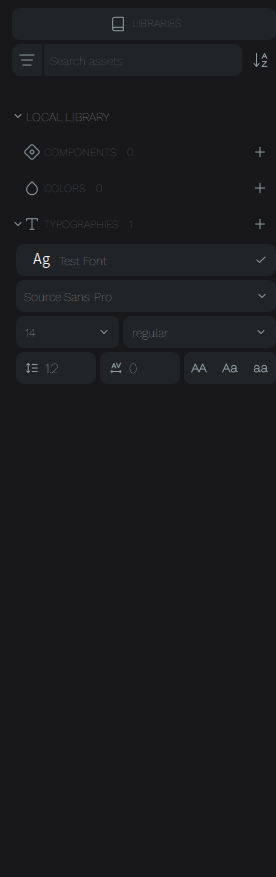 LIBRARIES
Search assets
LOCAL LIBRARY
COMPONENTS 0
COLORS 0
TYPOGRAPHIES 1
Ag Test Font
Source Sans Pro
14 regular
1.2 0 AA Aa aa